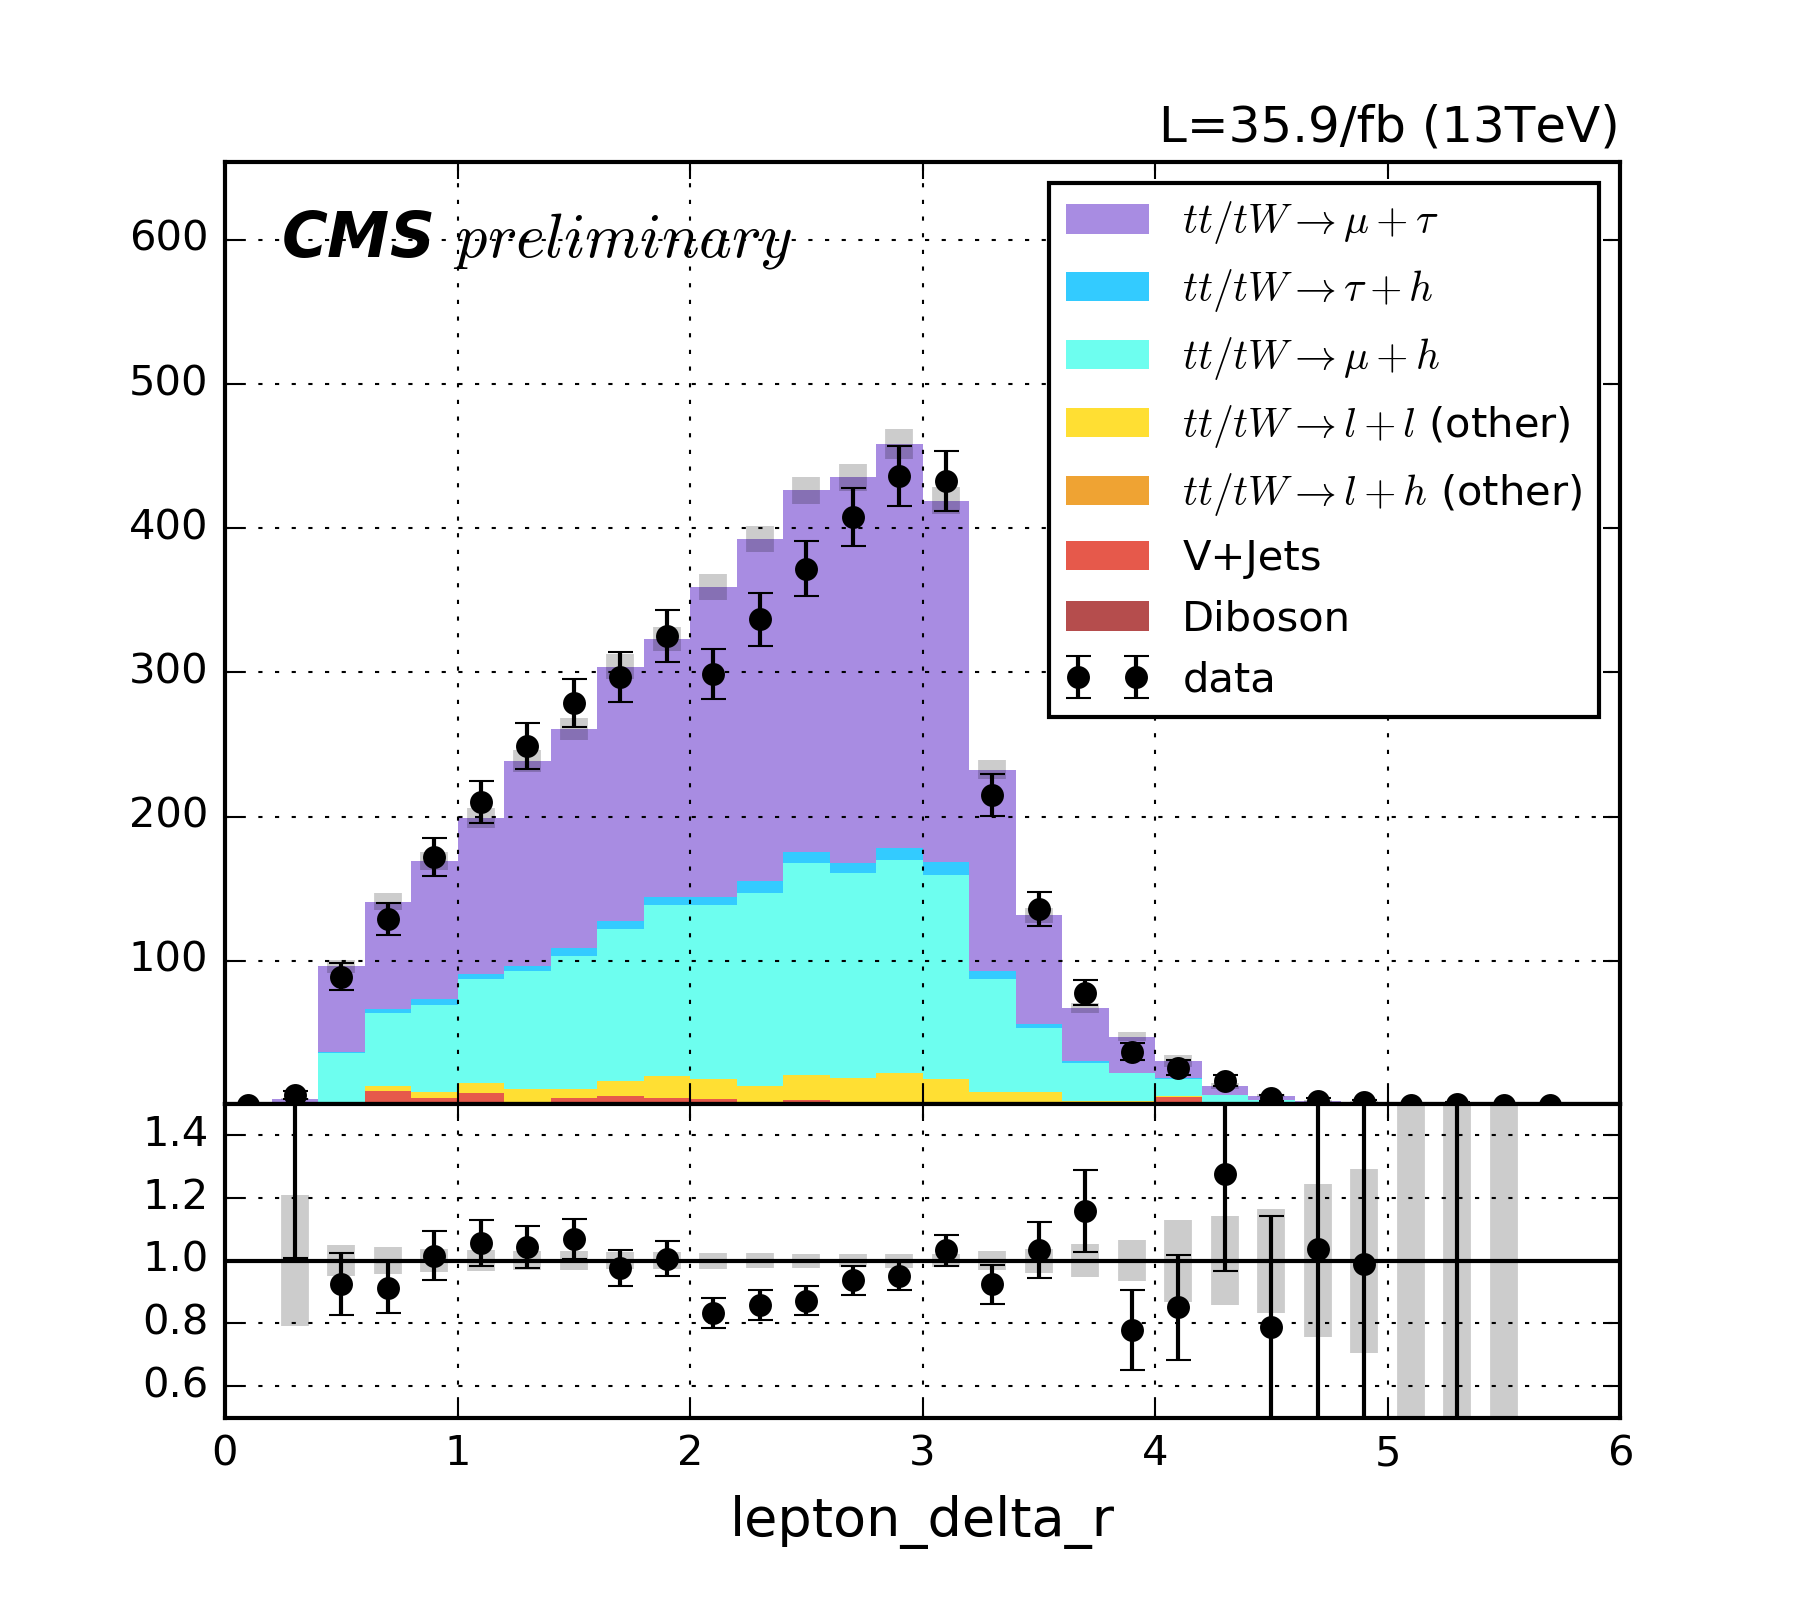 L=35.9/fb (13TeV)
CMS preliminary
600
500
400
300
200
100
tt/tW → μ + τ
tt/tW → τ + h
tt/tW → μ + h
tt/tW → l + l (other)
tt/tW → l + h (other)
V+Jets
Diboson
data
1.4
1.2
1.0
0.8
0.6
0 1 2 3 4 5 6
lepton_delta_r